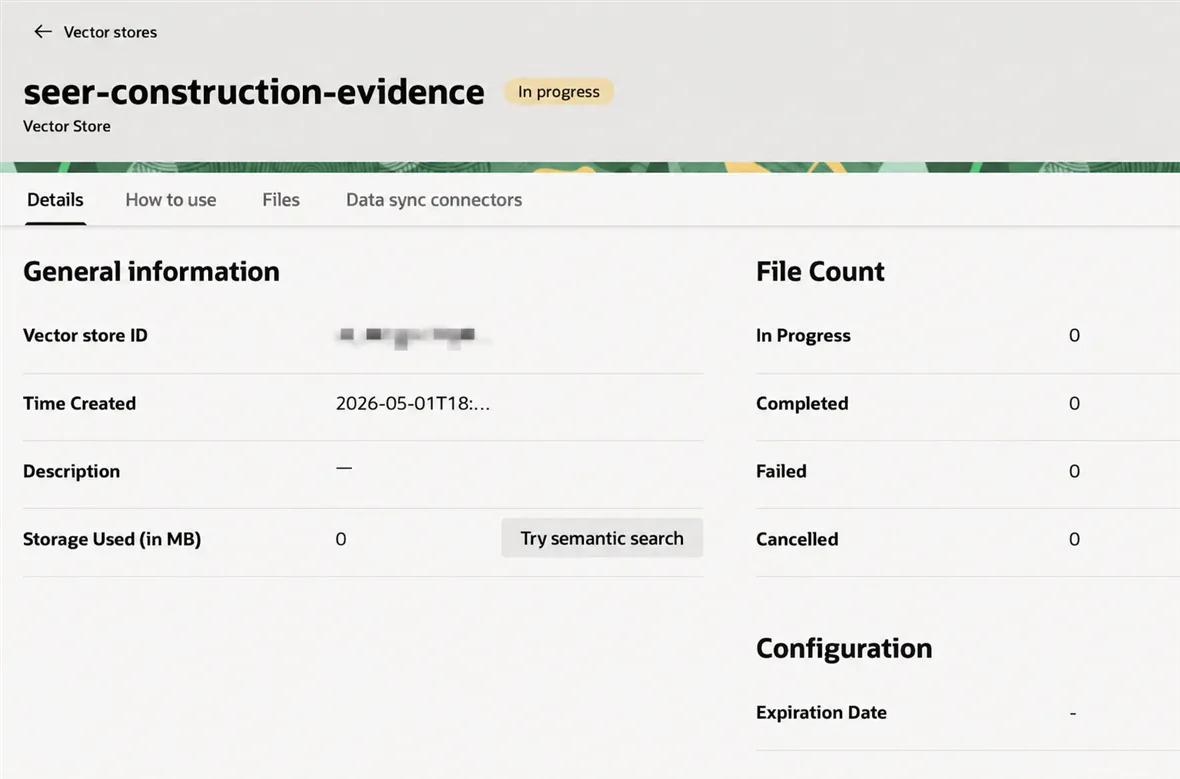 ← Vector stores
seer-construction-evidence In progress
Vector Store
Details How to use Files Data sync connectors
General information
Vector store ID
Time Created 2026-05-01T18:...
Description —
Storage Used (in MB) 0 Try semantic search
File Count
In Progress 0
Completed 0
Failed 0
Cancelled 0
Configuration
Expiration Date -